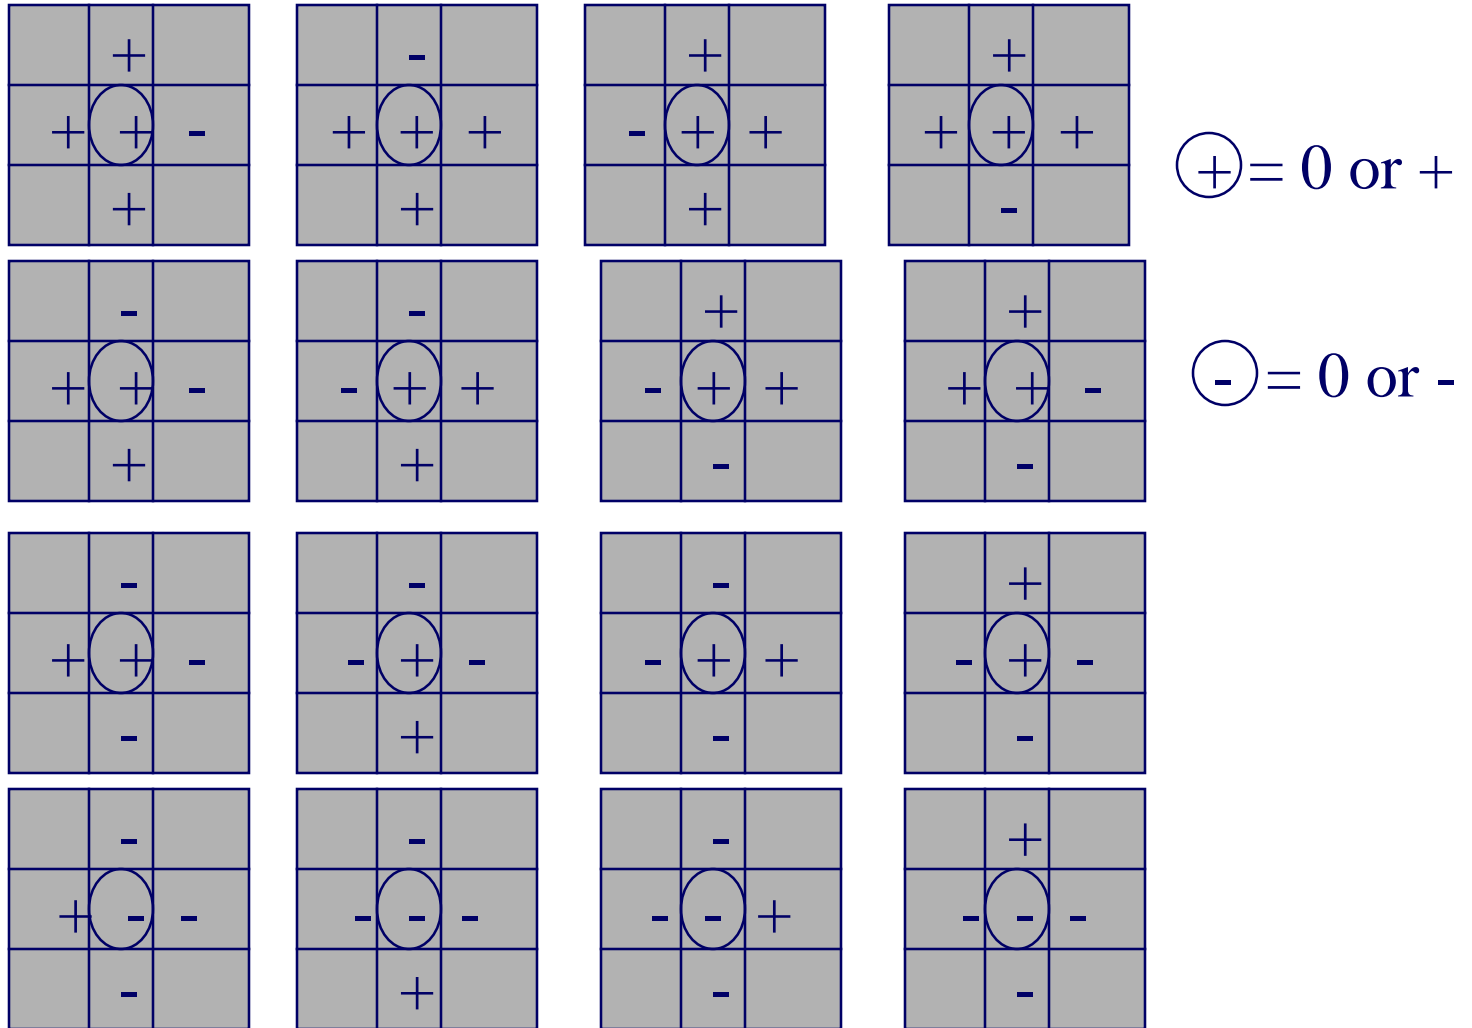 + - + +
+ + - + + + - + + + + +
+ + + -
+ = 0 or +
- - + +
+ + - - + + - + + + + -
+ + - -
- = 0 or -
- - - +
+ + - - + - - + + - + -
- + - -
- - - +
+ - - - - - - - + - - -
- + - -